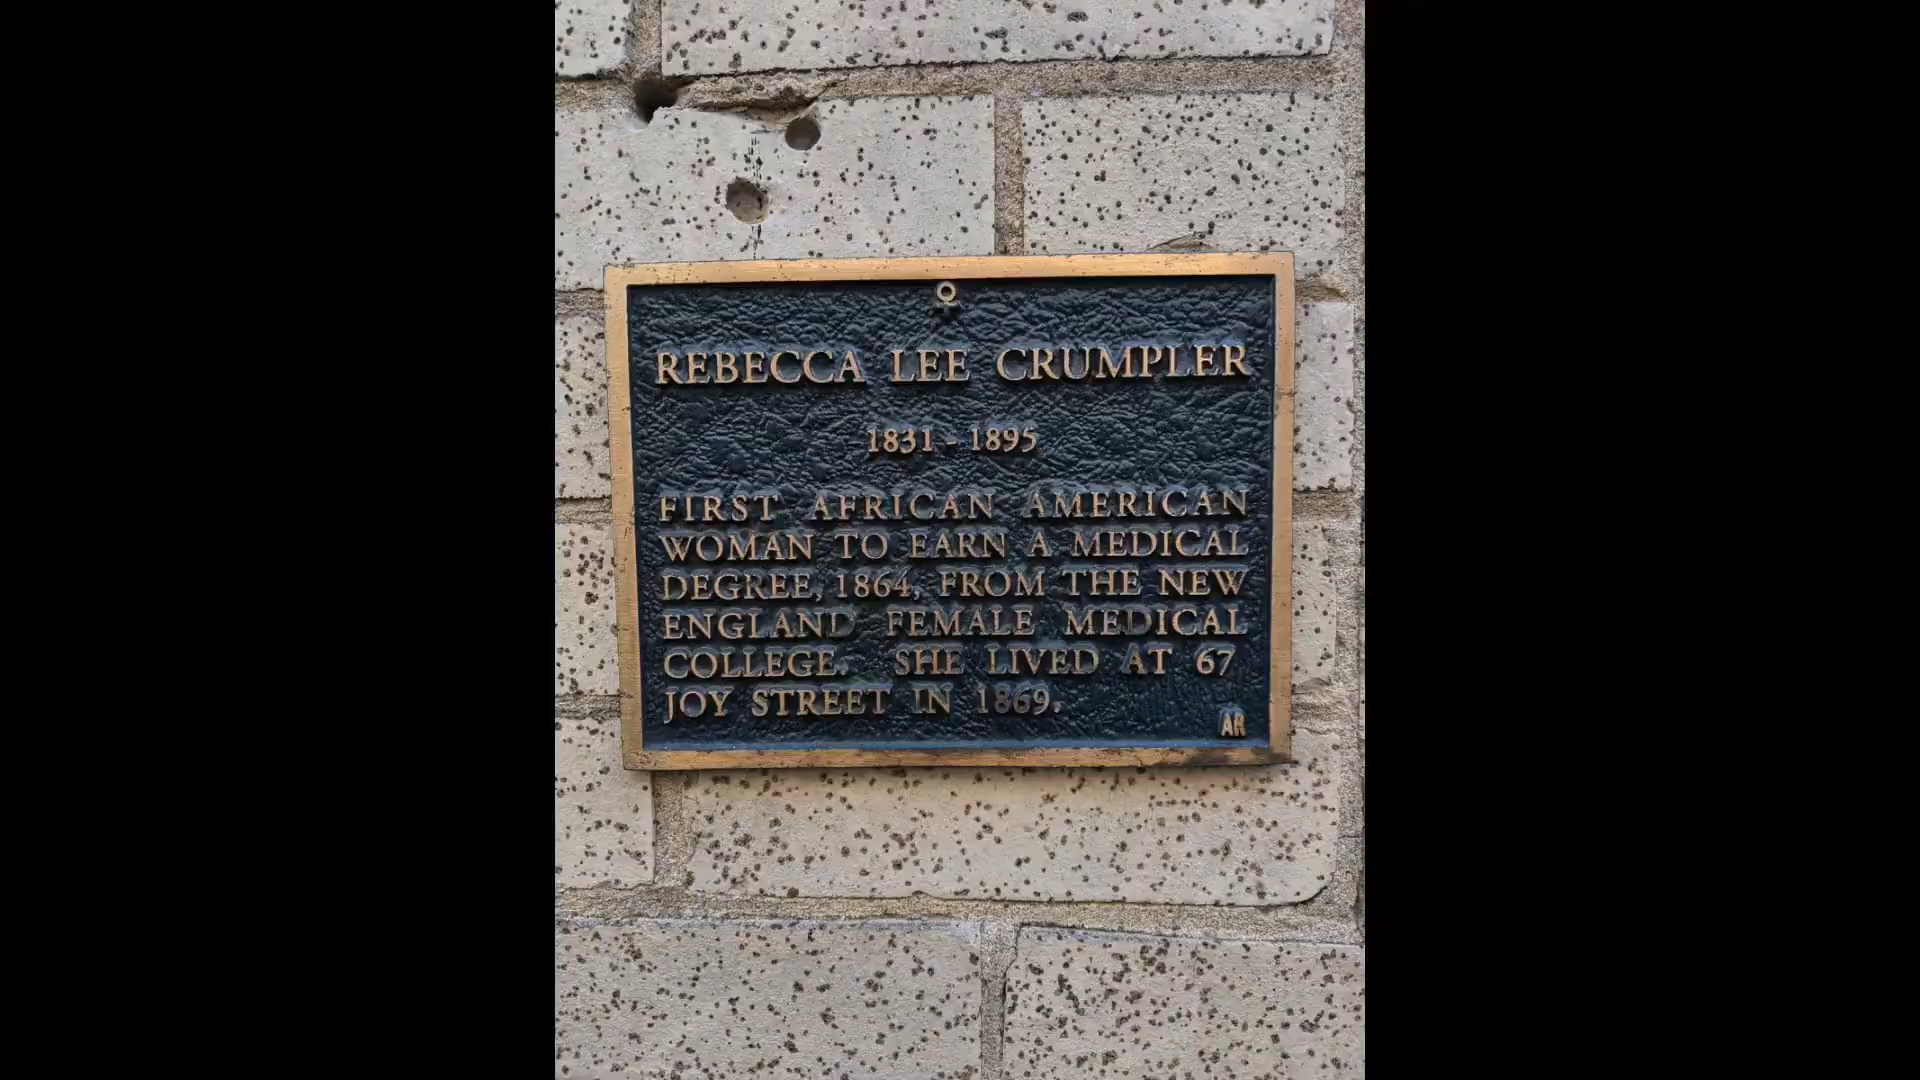 REBECCA LEE CRUMPLER
1831 - 1895
FIRST AFRICAN AMERICAN
WOMAN TO EARN A MEDICAL
DEGREE, 1864, FROM THE NEW
ENGLAND FEMALE MEDICAL
COLLEGE. SHE LIVED AT 67
JOY STREET IN 1869.
AR